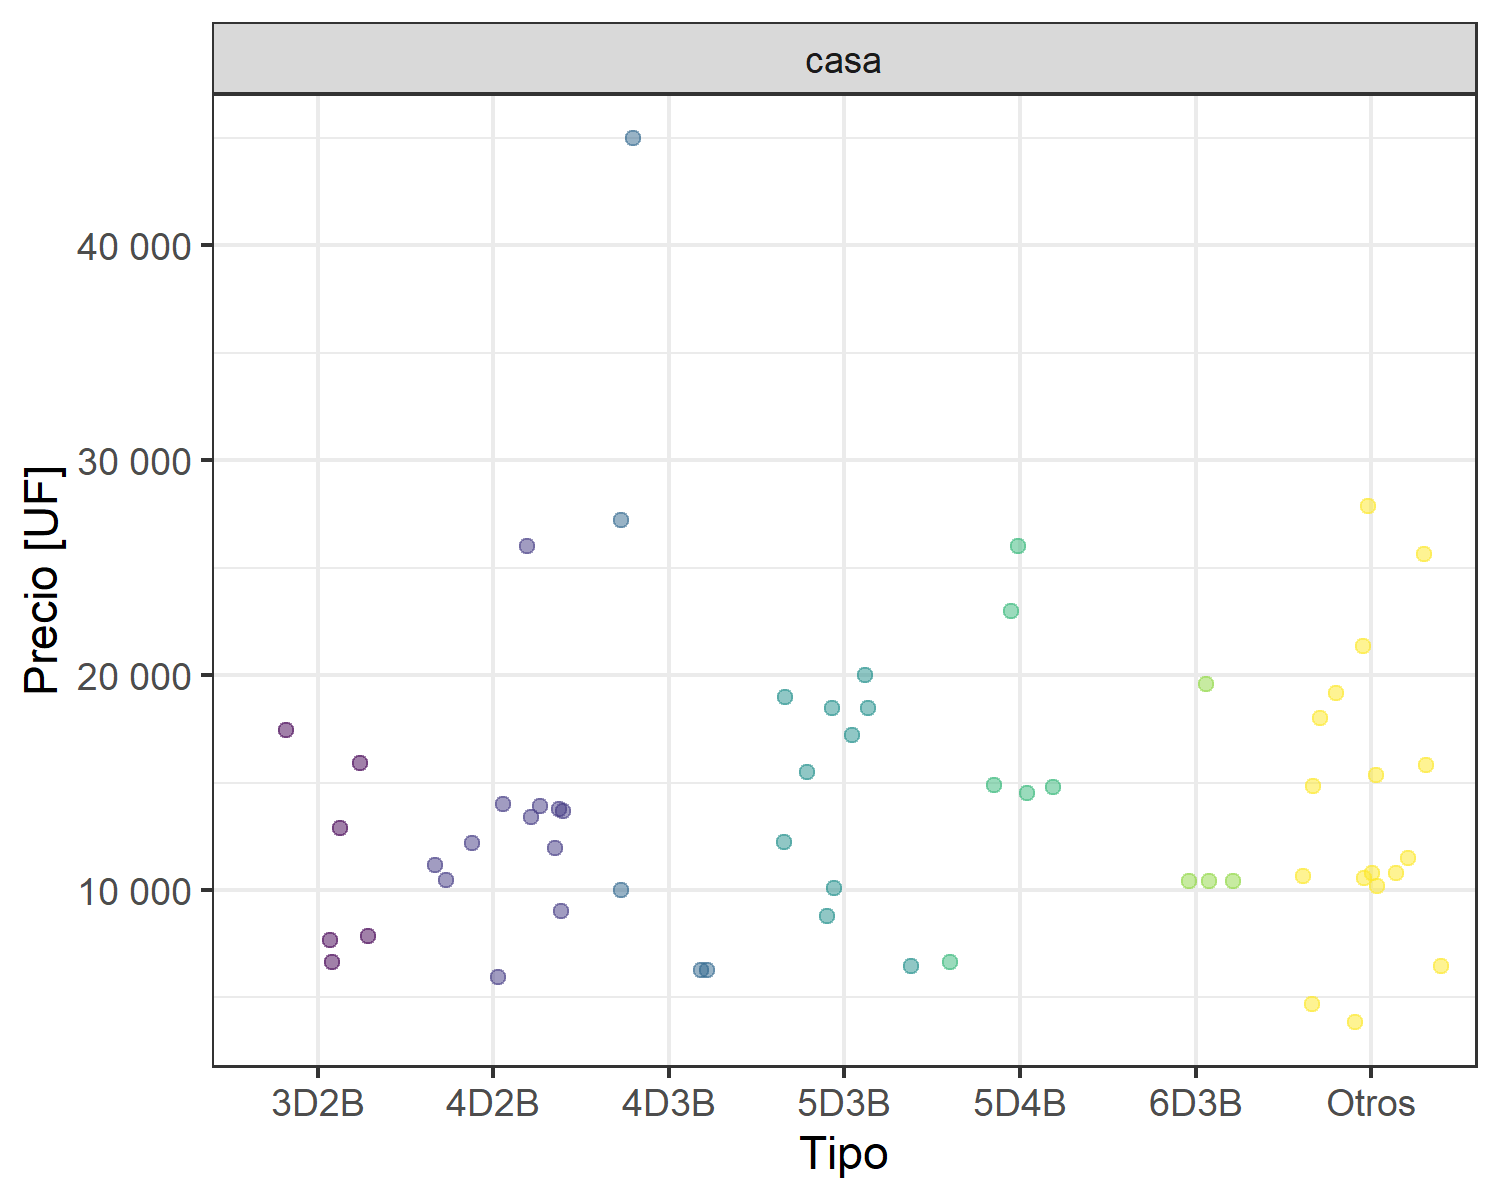 casa
Precio [UF]
40 000
30 000
20 000
10 000
3D2B 4D2B 4D3B 5D3B 5D4B 6D3B Otros
Tipo